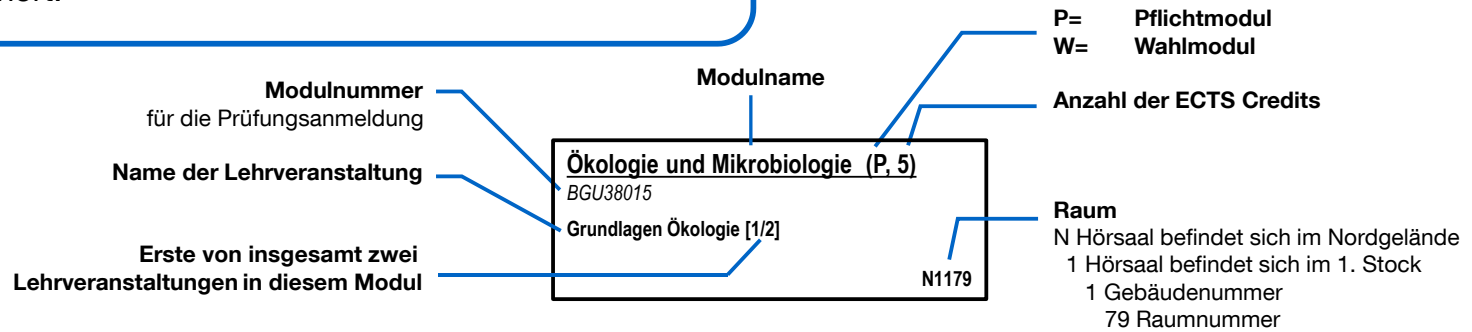 P= Pflichtmodul
W= Wahlmodul
Modulname
Modulnummer
für die Prüfungsanmeldung
Anzahl der ECTS Credits
Name der Lehrveranstaltung
Ökologie und Mikrobiologie (P, 5)
BGU38015
Grundlagen Ökologie [1/2]
N1179
Erste von insgesamt zwei
Lehrveranstaltungen in diesem Modul
Raum
N Hörsaal befindet sich im Nordgelände
1 Hörsaal befindet sich im 1. Stock
1 Gebäudenummer
79 Raumnummer